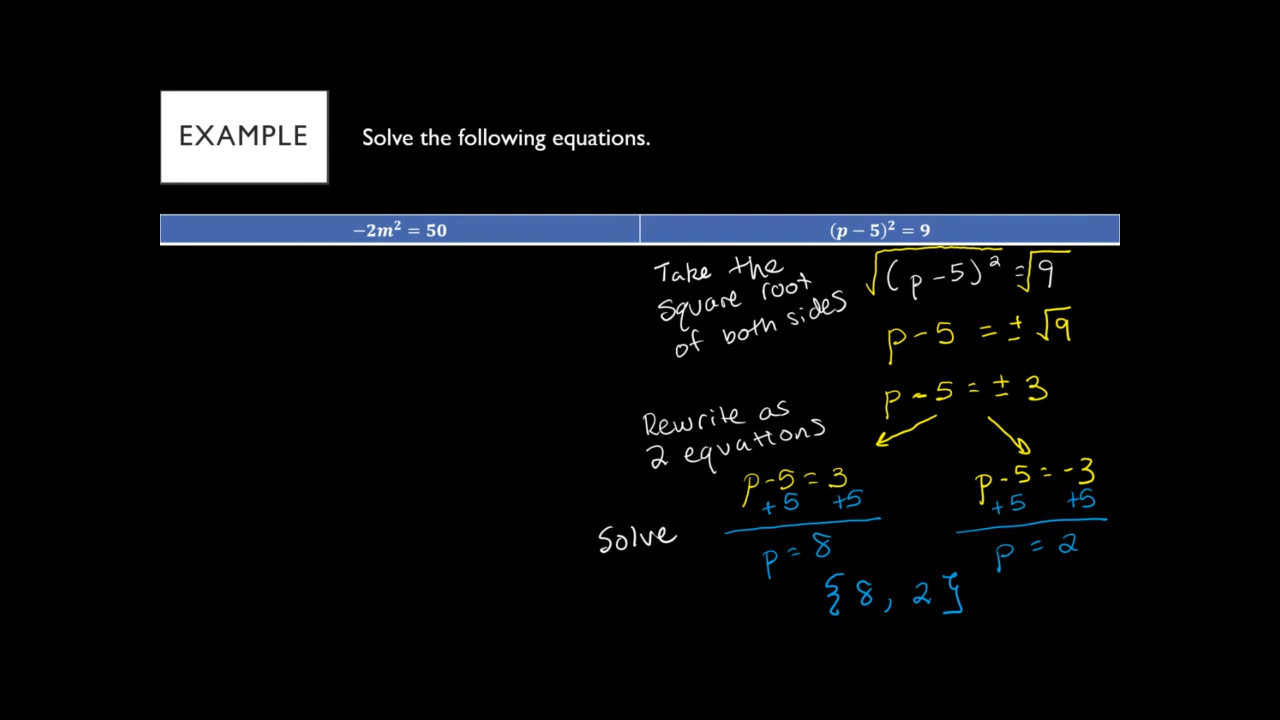 EXAMPLE
Solve the following equations.
−2m² = 50
(p − 5)² = 9
Take the
square root
of both sides
√(p−5)² = √9
p−5 = ± √9
p−5 = ± 3
Rewrite as
2 equations
p−5 = 3
+5 +5
p = 8
p−5 = −3
+5 +5
p = 2
Solve
{8, 2}